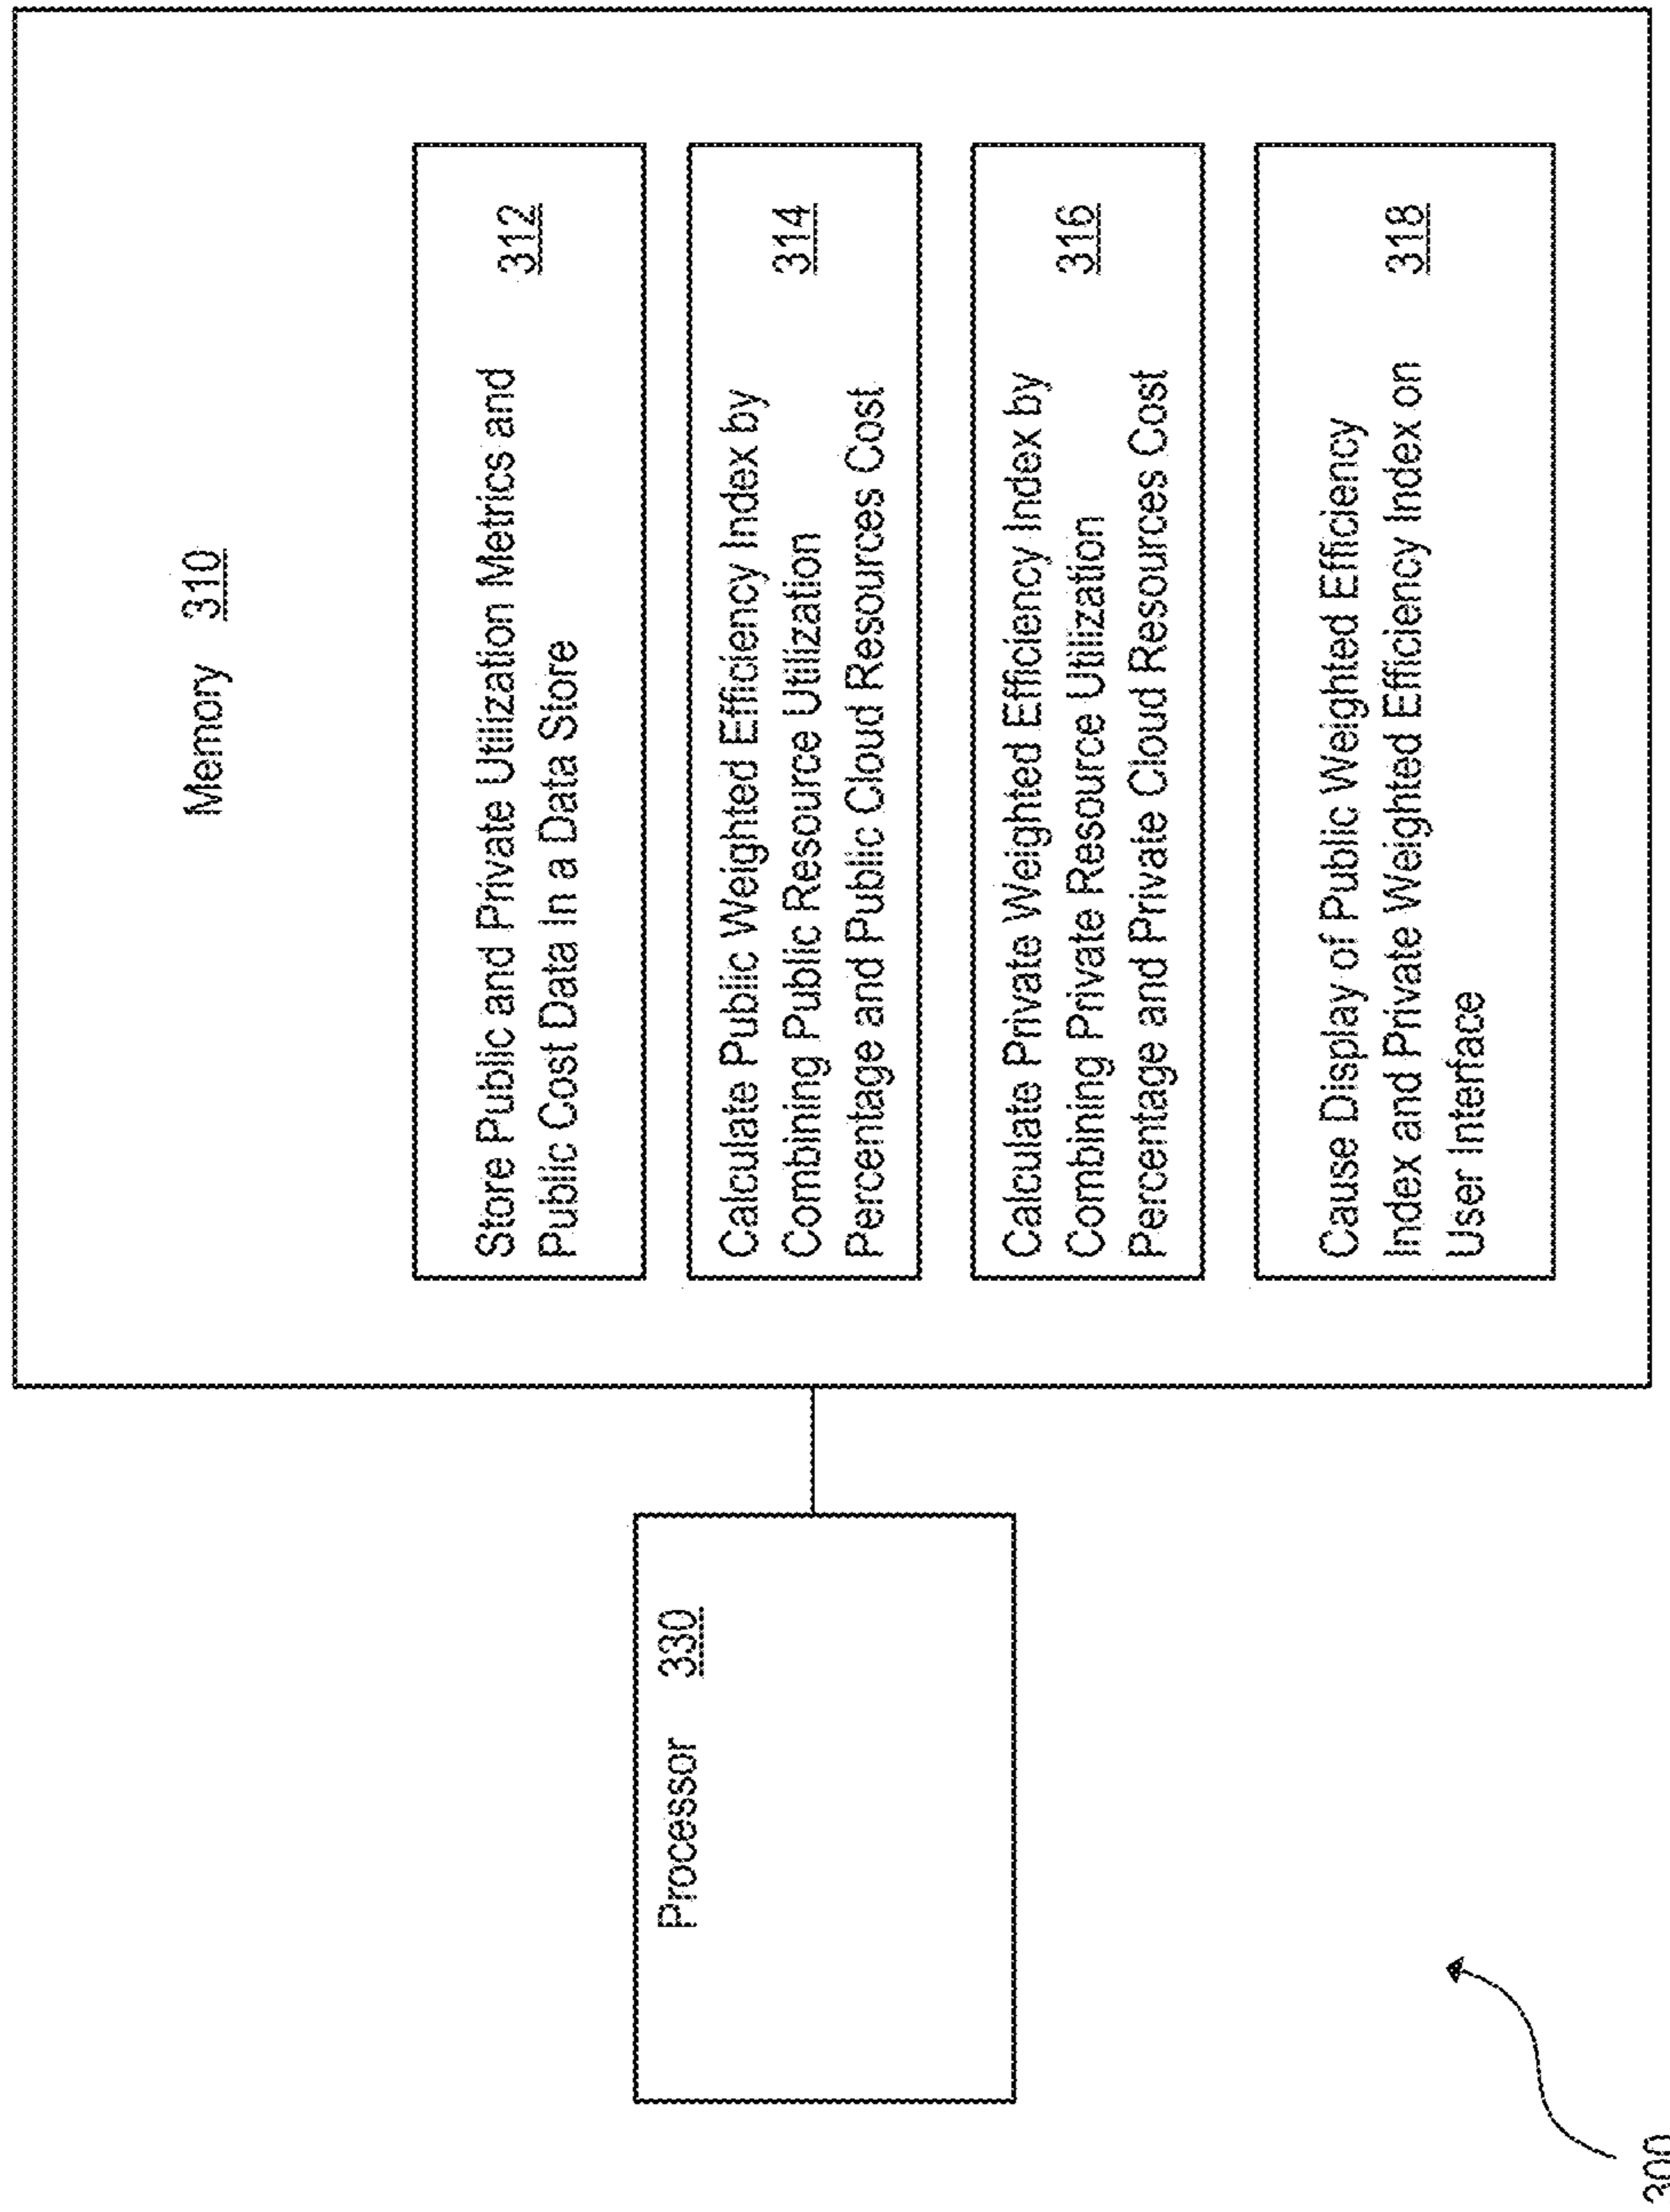 Memory 310
Store Public and Private Utilization Metrics and
Public Cost Data In a Data Store
312
Calculate Public Weighted Efficiency Index by
Combining Public Resource Utilization
Percentage and Public Cloud Resources Cost
314
Calculate Private Weighted Efficiency Index by
Combining Private Resource Utilization
Percentage and Private Cloud Resources Cost
316
Cause Display of Public Weighted Efficiency
Index and Private Weighted Efficiency Index on
User Interface
318
Processor 330
300